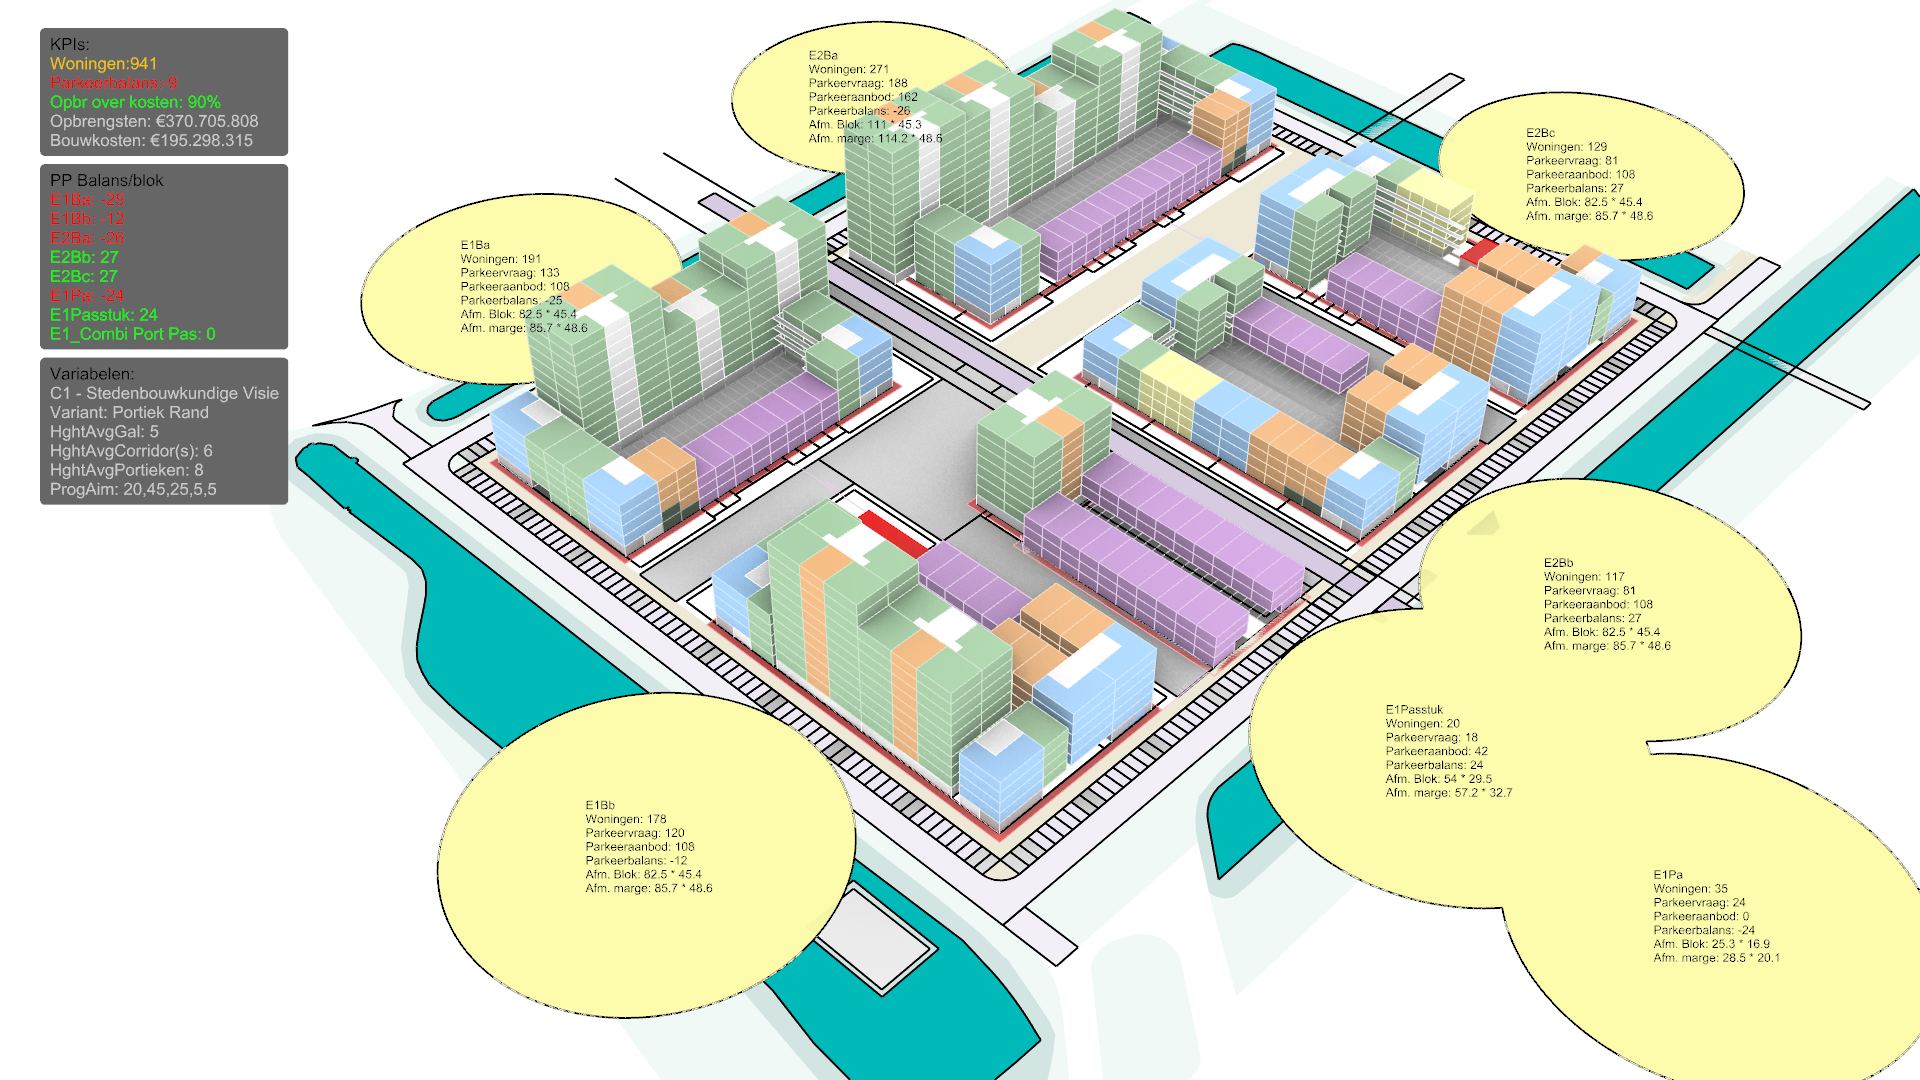 KPIs:
Woningen:941
Parkeerbalans:-9
Opbr over kosten: 90%
Opbrengsten: €370.705.808
Bouwkosten: €195.298.315
PP Balans/blok
E1Ba: -25
E1Bb: -12
E2Ba: -26
E2Bb: 27
E2Bc: 27
E1Pa: -24
E1Passtuk: 24
E1_Combi Port Pas: 0
Variabelen:
C1 - Stedenbouwkundige Visie
Variant: Portiek Rand
HghtAvgGal: 5
HghtAvgCorridor(s): 6
HghtAvgPortieken: 8
ProgAim: 20,45,25,5,5
E2Ba
Woningen: 271
Parkeervraag: 188
Parkeeraanbod: 162
Parkeerbalans: -26
Afm. Blok: 111 * 45.3
Afm. marge: 114.2 * 48.6
E2Bc
Woningen: 129
Parkeervraag: 81
Parkeeraanbod: 108
Parkeerbalans: 27
Afm. Blok: 82.5 * 45.4
Afm. marge: 85.7 * 48.6
E1Ba
Woningen: 191
Parkeervraag: 133
Parkeeraanbod: 108
Parkeerbalans: -25
Afm. Blok: 82.5 * 45.4
Afm. marge: 85.7 * 48.6
E2Bb
Woningen: 117
Parkeervraag: 81
Parkeeraanbod: 108
Parkeerbalans: 27
Afm. Blok: 82.5 * 45.4
Afm. marge: 85.7 * 48.6
E1Passtuk
Woningen: 20
Parkeervraag: 18
Parkeeraanbod: 42
Parkeerbalans: 24
Afm. Blok: 54 * 29.5
Afm. marge: 57.2 * 32.7
E1Bb
Woningen: 178
Parkeervraag: 120
Parkeeraanbod: 108
Parkeerbalans: -12
Afm. Blok: 82.5 * 45.4
Afm. marge: 85.7 * 48.6
E1Pa
Woningen: 35
Parkeervraag: 24
Parkeeraanbod: 0
Parkeerbalans: -24
Afm. Blok: 25.3 * 16.9
Afm. marge: 28.5 * 20.1